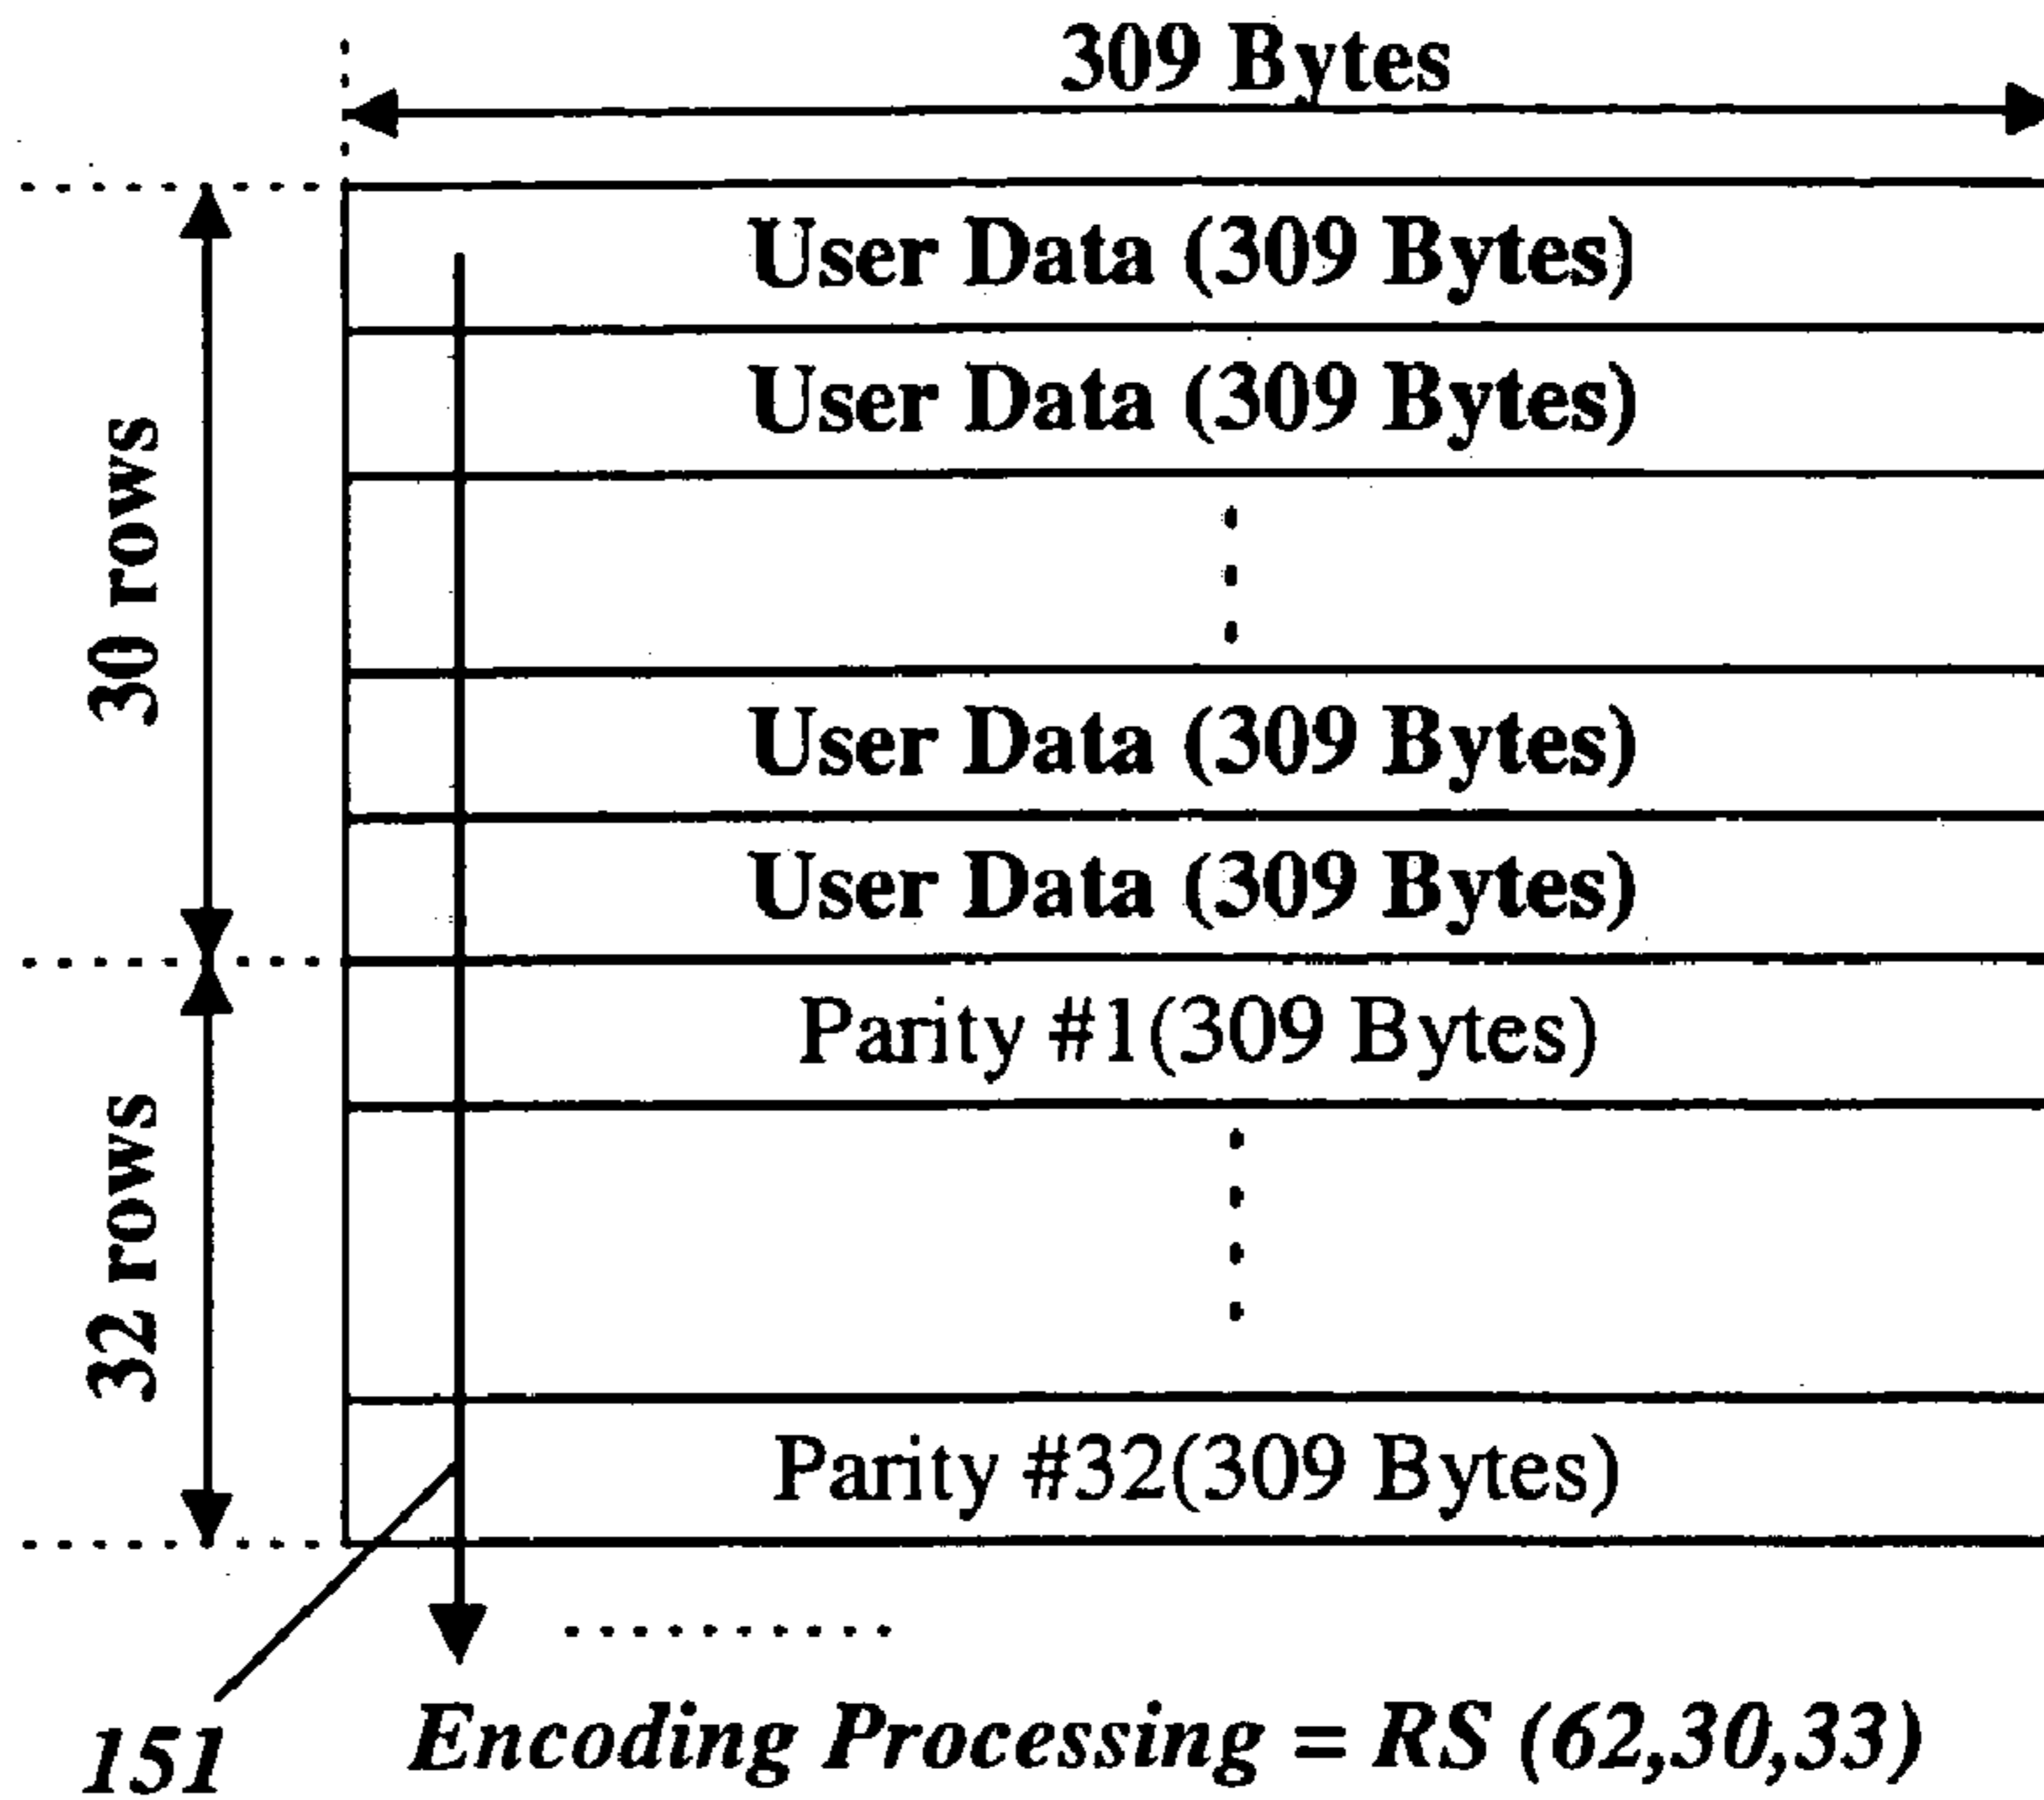 309 Bytes
User Data (309 Bytes)
User Data (309 Bytes)
30 rows
User Data (309 Bytes)
User Data (309 Bytes)
Parity #1(309 Bytes)
32 rows
Parity #32(309 Bytes)
151
Encoding Processing = RS (62,30,33)